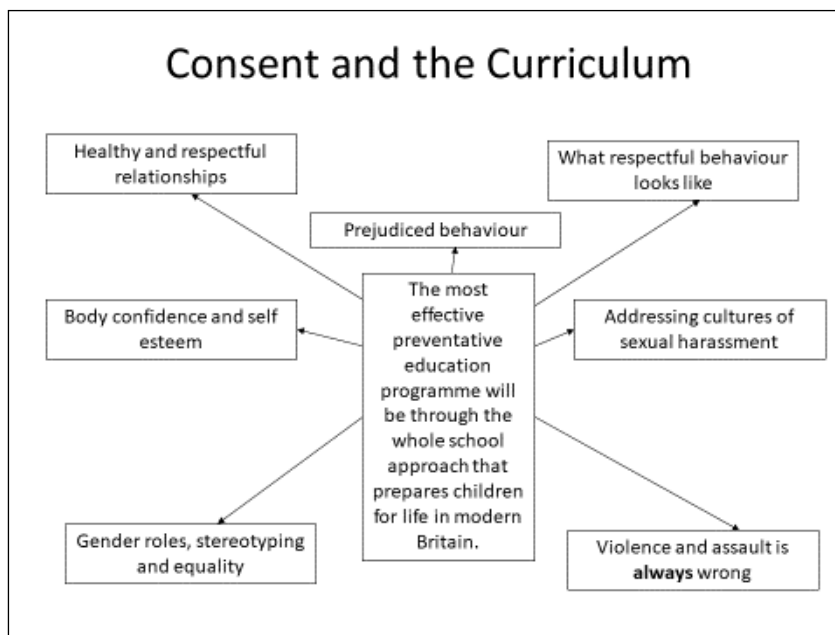 Consent and the Curriculum
Healthy and respectful
relationships
What respectful behaviour
looks like
Prejudiced behaviour
The most
effective
preventative
education
programme will
be through the
whole school
approach that
prepares children
for life in modern
Britain.
Body confidence and self
esteem
Addressing cultures of
sexual harassment
Gender roles, stereotyping
and equality
Violence and assault is
always wrong